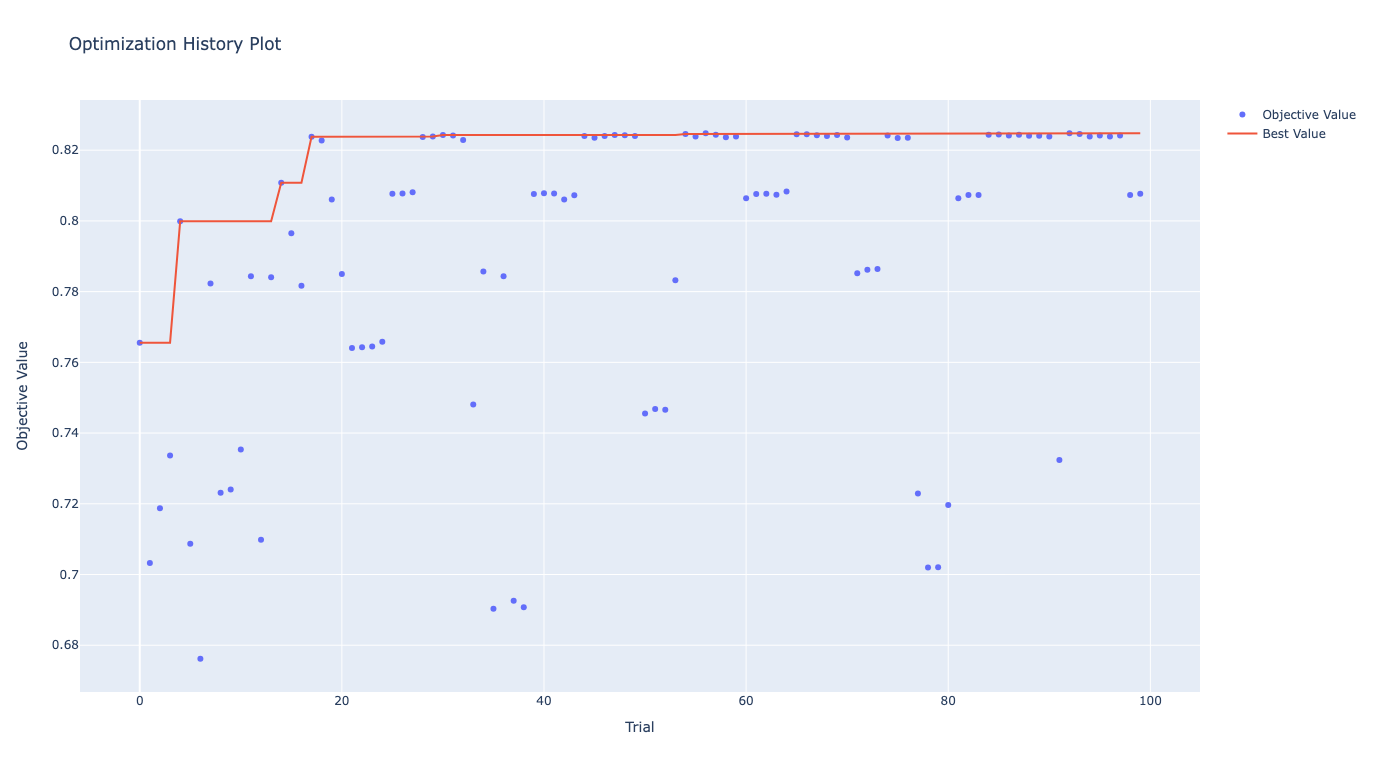 Optimization History Plot
Objective Value
Best Value
0.82
0.8
0.78
0.76
0.74
0.72
0.7
0.68
Objective Value
0
20
40
60
80
100
Trial